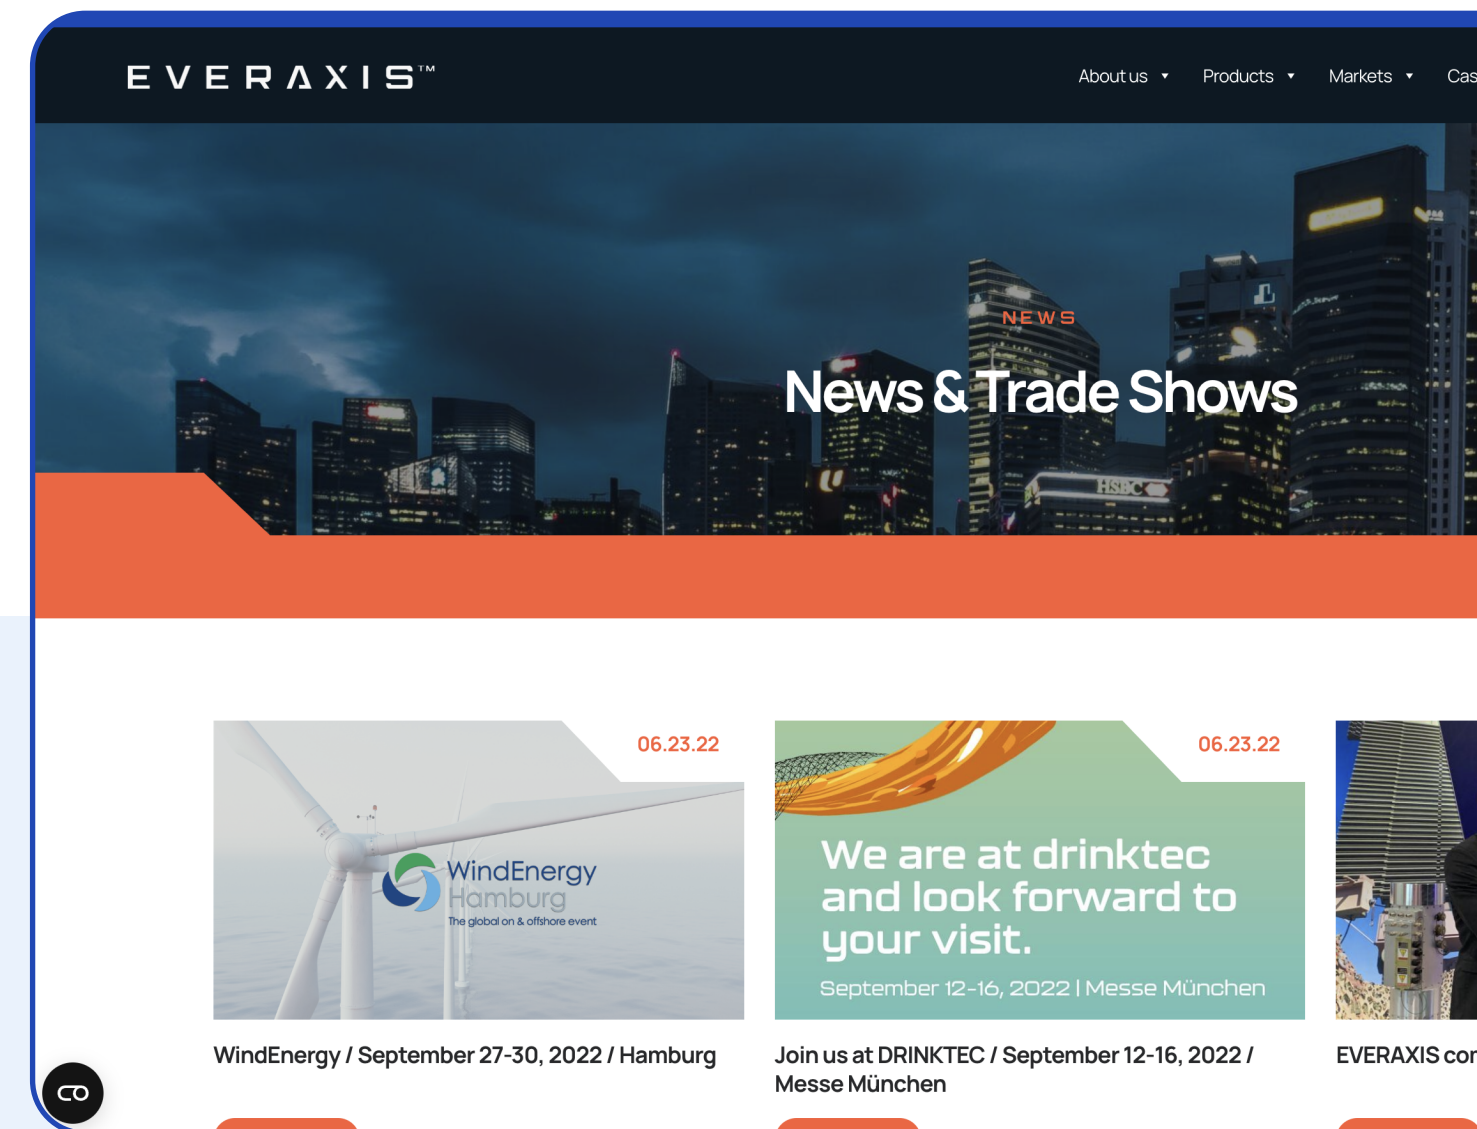 EVERAXIS™
About us
Products
Markets
NEWS
News & Trade Shows
HSBC
06.23.22
WindEnergy
Hamburg
The global on & offshore event
WindEnergy / September 27-30, 2022 / Hamburg
06.23.22
We are at drinktec
and look forward to
your visit.
September 12-16, 2022 | Messe München
Join us at DRINKTEC / September 12-16, 2022 /
Messe München
EVERAXIS